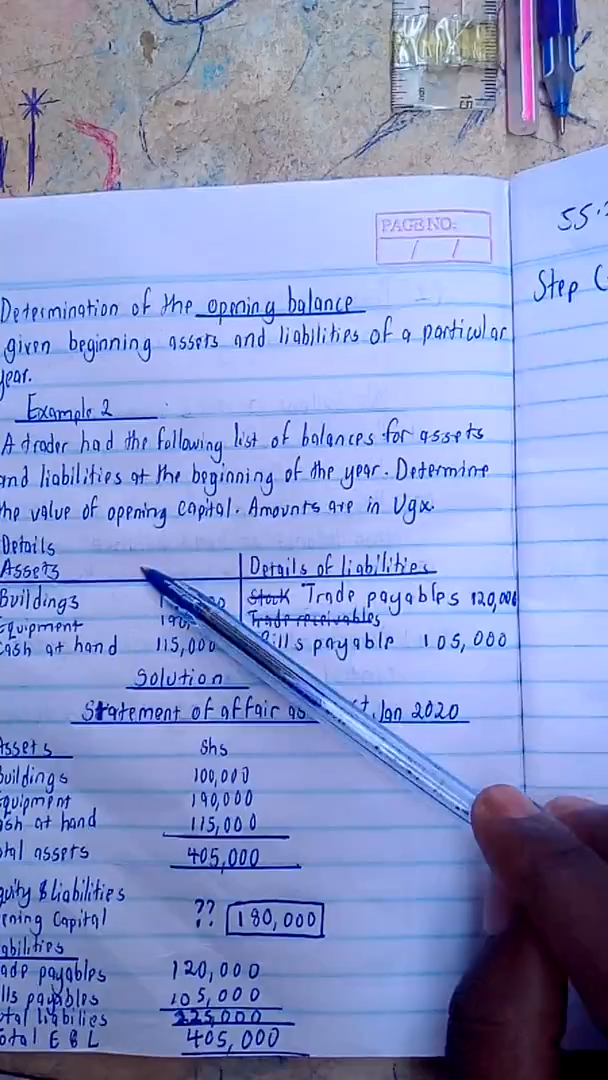 PAGE NO:
Determination of the opening balance
given beginning assets and liabilities of a particular
year.
Example 2
A trader had the following list of balances for assets
and liabilities at the beginning of the year. Determine
the value of opening capital. Amounts are in Ugx.
Details
Assets
Details of liabilities
Buildings
Stock Trade payables 120,000
Equipment
Trade receivables
Cash at hand 115,000
payable 105,000
Solution
Statement of affair Jan 2020
Assets Shs
Buildings 100,000
Equipment 190,000
Cash at hand 115,000
Total assets 405,000
Equity & liabilities
Opening Capital ?? 180,000
Liabilities
Trade payables 120,000
Bills payables 105,000
Total liabilies 225,000
Total E & L 405,000
Step